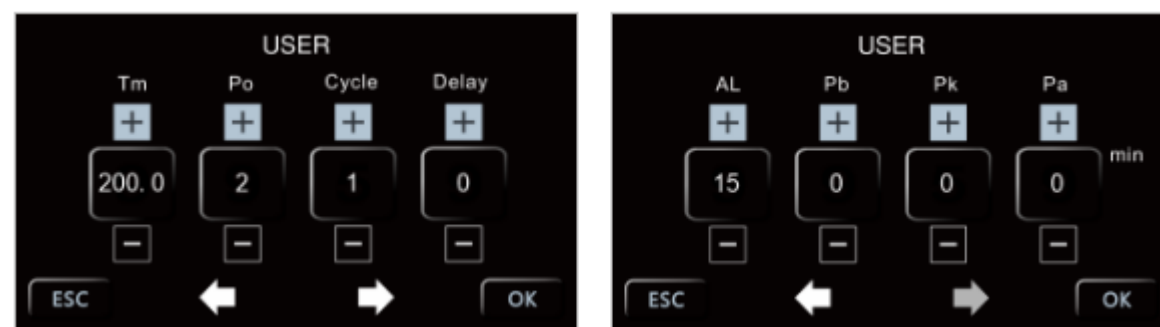 USER
Tm Po Cycle Delay
+ + + +
200.0 2 1 0
- - - -
ESC OK
USER
AL Pb Pk Pa
+ + + +
15 0 0 0 min
- - - -
ESC OK